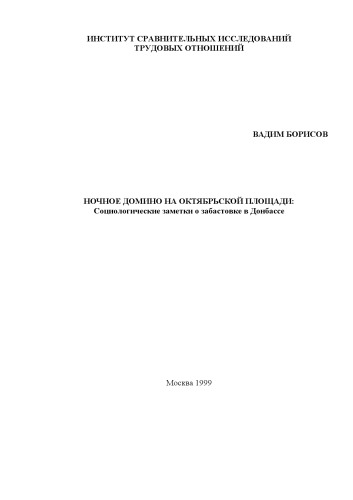 ИНСТИТУТ СРАВНИТЕЛЬНЫХ ИССЛЕДОВАНИЙ
ТРУДОВЫХ ОТНОШЕНИЙ
ВАДИМ БОРИСОВ
НОЧНОЕ ДОМИНО НА ОКТЯБРЬСКОЙ ПЛОЩАДИ:
Социологические заметки о забастовке в Донбассе
Москва 1999